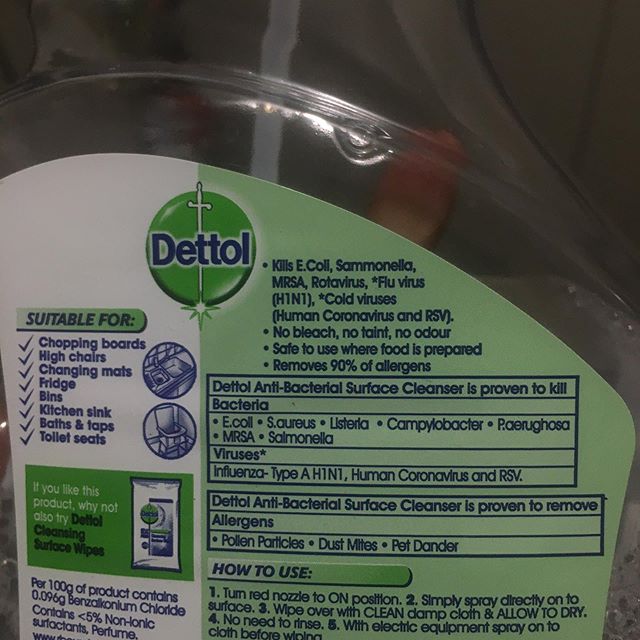 Dettol
• Kills E.Coli, Sammonella,
MRSA, Rotavirus, *Flu virus
(H1N1), *Cold viruses
(Human Coronavirus and RSV).
• No bleach, no taint, no odour
• Safe to use where food is prepared
• Removes 90% of allergens
SUITABLE FOR:
Chopping boards
High chairs
Changing mats
Fridge
Bins
Kitchen sink
Baths & taps
Toilet seats
Dettol Anti-Bacterial Surface Cleanser is proven to kill
Bacteria
• E.coli • S.aureus • Listeria • Campylobacter • P.aerughosa
• MRSA • Salmonella
Viruses*
Influenza- Type A H1N1, Human Coronavirus and RSV.
Dettol Anti-Bacterial Surface Cleanser is proven to remove
Allergens
• Pollen Particles • Dust Mites • Pet Dander
If you like this
product, why not
also try Dettol
Cleansing
Surface Wipes
Per 100g of product contains
0.096g Benzalkonium Chloride
Contains <5% Non-ionic
surfactants, Perfume.
HOW TO USE:
1. Turn red nozzle to ON position. 2. Simply spray directly on to
surface. 3. Wipe over with CLEAN damp cloth & ALLOW TO DRY.
4. No need to rinse. 5. With electric equipment spray on to
cloth before wiping.